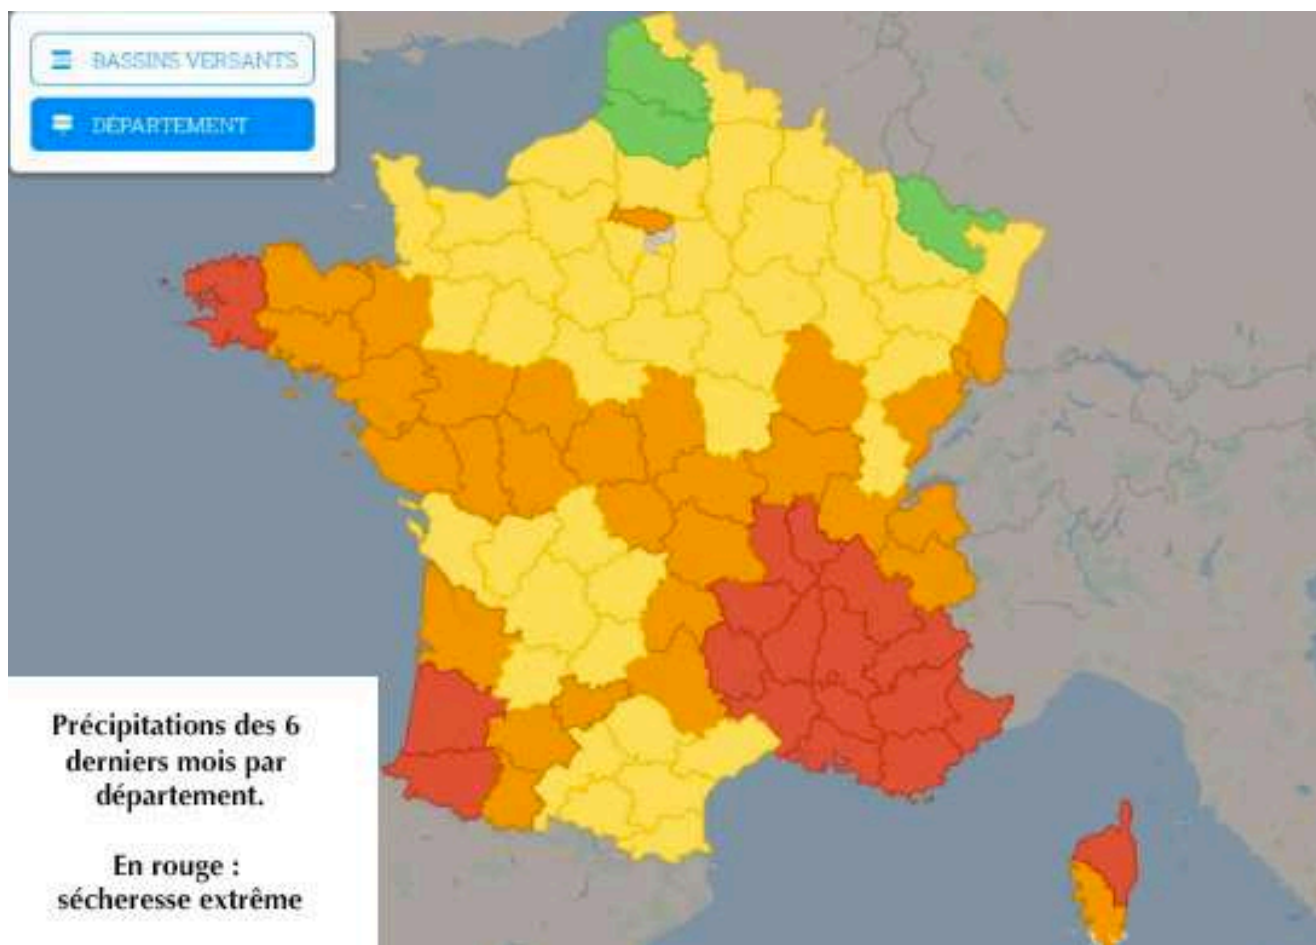 BASSINS VERSANTS
DÉPARTEMENT
Précipitations des 6
derniers mois par
département.
En rouge :
sécheresse extrême